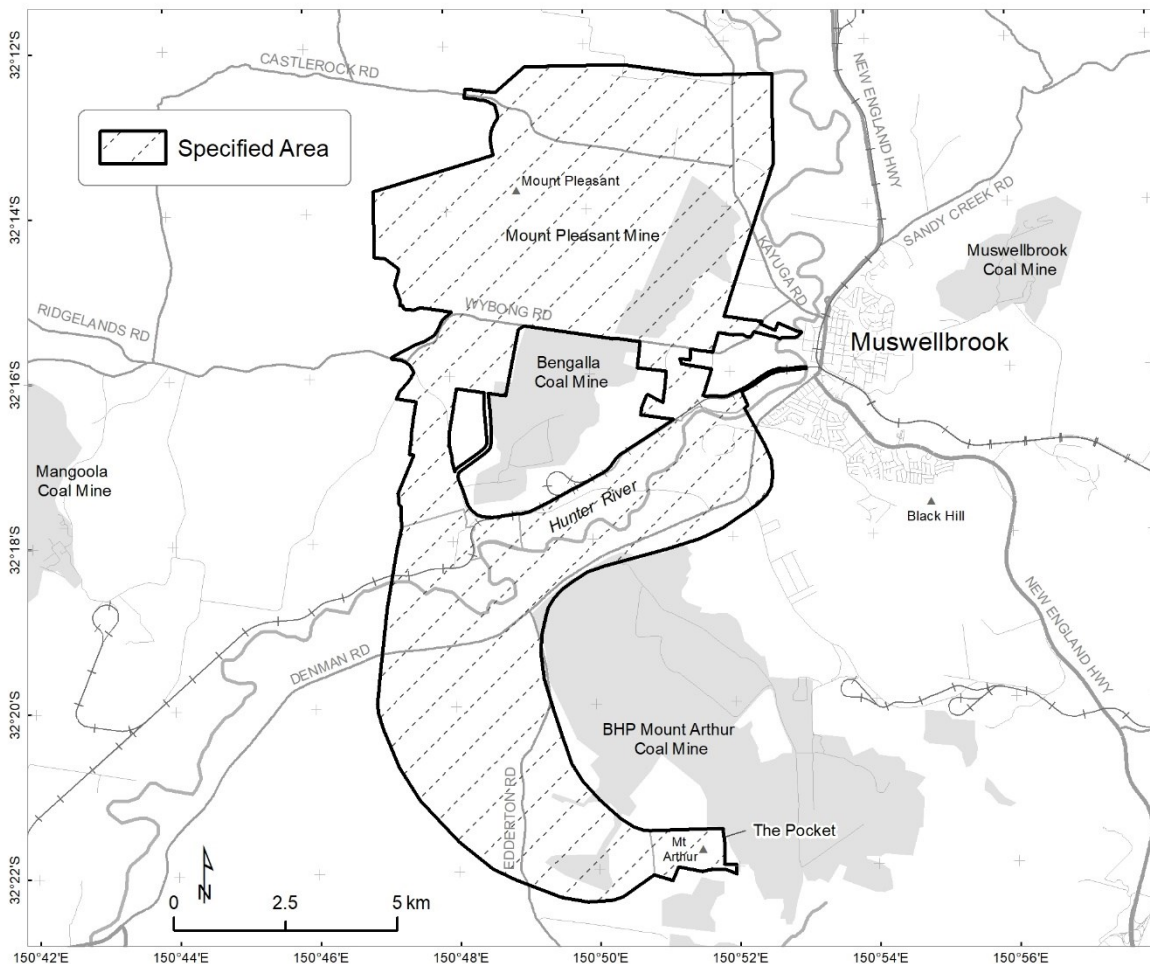 32°12'S
32°14'S
32°16'S
32°18'S
32°20'S
32°22'S
CASTLEROCK RD
NEW ENGLAND HWY
Specified Area
Mount Pleasant
Mount Pleasant Mine
KAYUGA RD
SANDY CREEK RD
Muswellbrook
Coal Mine
RIDGELANDS RD
WYBONG RD
Muswellbrook
Bengalla
Coal Mine
Mangoola
Coal Mine
Hunter River
Black Hill
DENMAN RD
NEW ENGLAND HWY
BHP Mount Arthur
Coal Mine
EDDERTON RD
The Pocket
Mt
Arthur
N
0 2.5 5 km
150°42'E 150°44'E 150°46'E 150°48'E 150°50'E 150°52'E 150°54'E 150°56'E